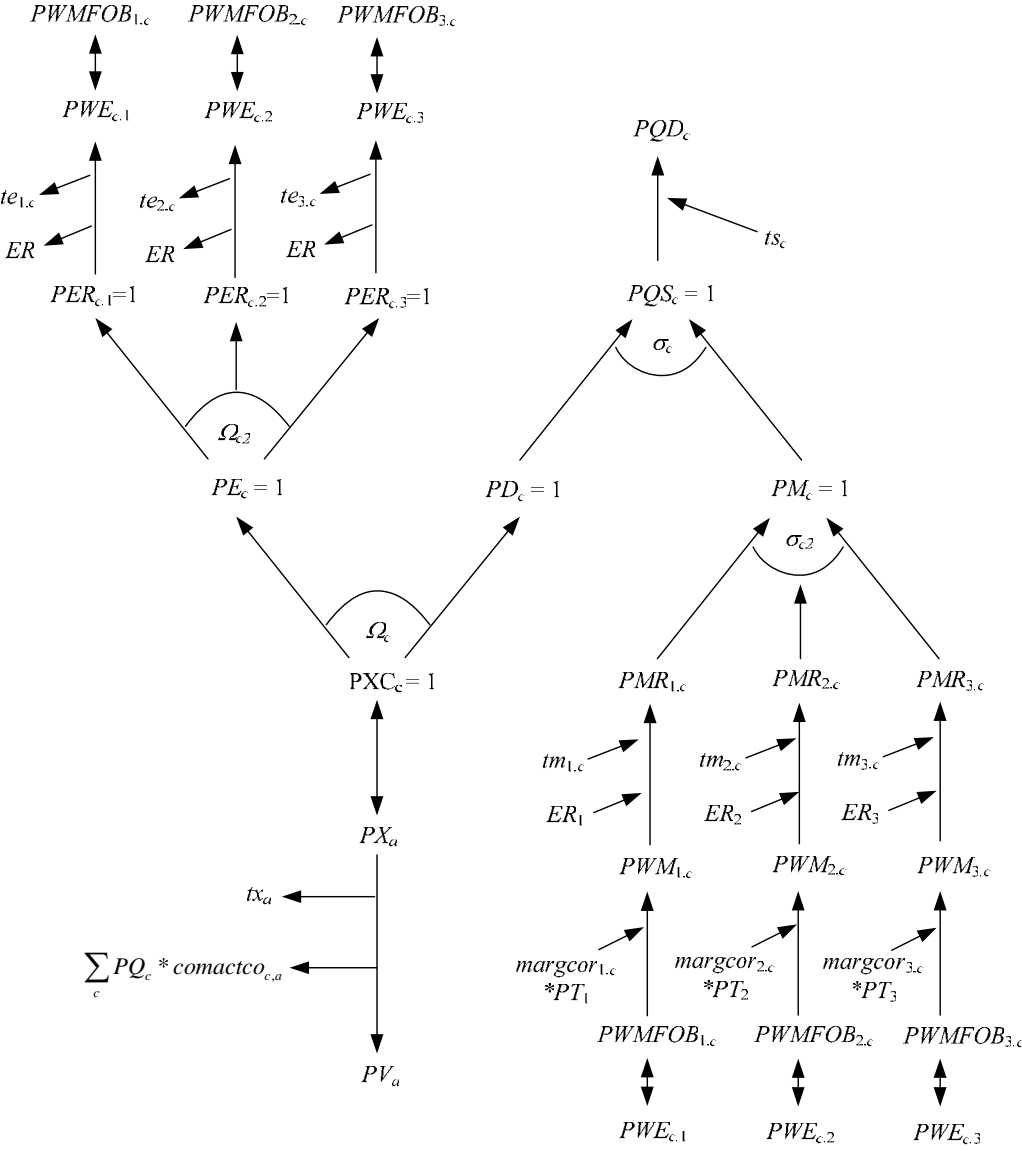 PWMFOB1.c PWMFOB2.c PWMFOB3.c
PWEc.1 PWEc.2 PWEc.3
PQDc
te1.c te2.c te3.c
tsc
ER ER ER
PERc.1=1 PERc.2=1 PERc.3=1 PQSc = 1
σc
Ωc2
PEc = 1 PDc = 1 PMc = 1
σc2
Ωc
PXCc = 1 PMR1.c PMR2.c PMR3.c
tm1.c tm2.c tm3.c
ER1 ER2 ER3
PXa
PWM1.c PWM2.c PWM3.c
txa
∑c PQc * comactcoc,a margcor1.c margcor2.c margcor3.c
*PT1 *PT2 *PT3
PWMFOB1.c PWMFOB2.c PWMFOB3.c
PVa
PWEc.1 PWEc.2 PWEc.3